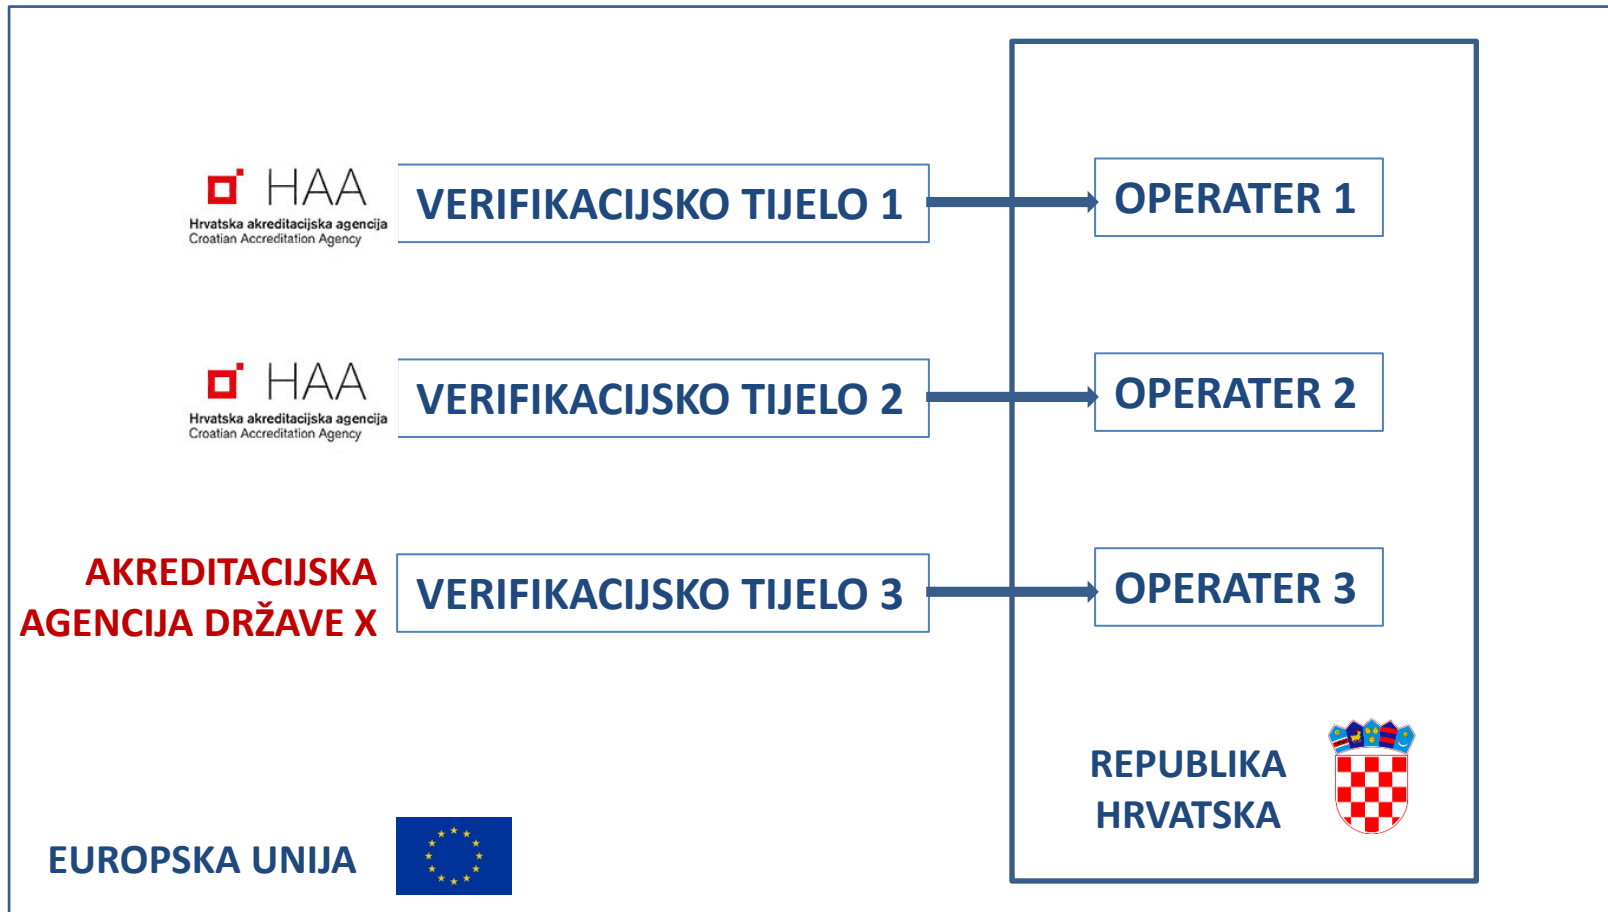 HAA
Hrvatska akreditacijska agencija
Croatian Accreditation Agency
VERIFIKACIJSKO TIJELO 1
OPERATER 1
HAA
Hrvatska akreditacijska agencija
Croatian Accreditation Agency
VERIFIKACIJSKO TIJELO 2
OPERATER 2
AKREDITACIJSKA
AGENCIJA DRŽAVE X
VERIFIKACIJSKO TIJELO 3
OPERATER 3
REPUBLIKA
HRVATSKA
EUROPSKA UNIJA